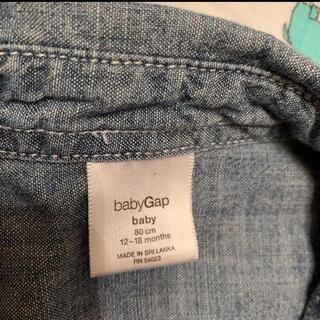 babyGap
baby
80 cm
12-18 months
MADE IN SRI LANKA
RN 54023